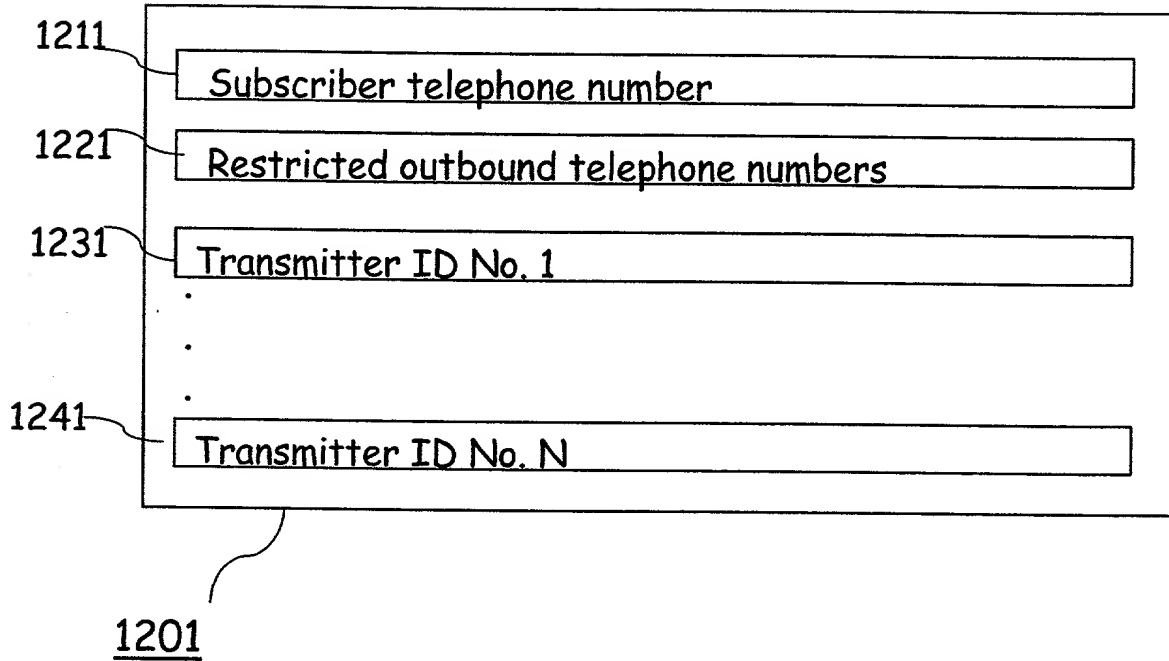 1211
Subscriber telephone number
1221
Restricted outbound telephone numbers
1231
Transmitter ID No. 1
1241
Transmitter ID No. N
1201